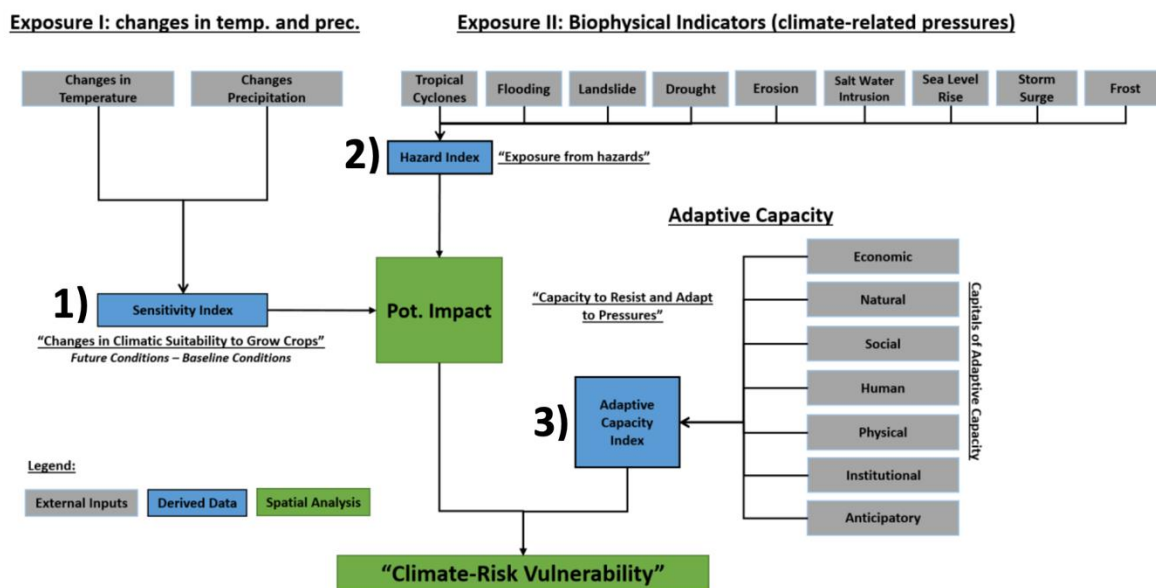 Exposure I: changes in temp. and prec.
Exposure II: Biophysical Indicators (climate-related pressures)
Changes in
Temperature
Changes
Precipitation
Tropical
Cyclones
Flooding
Landslide
Drought
Erosion
Salt Water
Intrusion
Sea Level
Rise
Storm
Surge
Frost
2)
Hazard Index
“Exposure from hazards”
Adaptive Capacity
1)
Sensitivity Index
“Changes in Climatic Suitability to Grow Crops”
Future Conditions – Baseline Conditions
Pot. Impact
“Capacity to Resist and Adapt
to Pressures”
3)
Adaptive
Capacity
Index
Economic
Natural
Social
Human
Physical
Institutional
Anticipatory
Capitals of Adaptive Capacity
Legend:
External Inputs
Derived Data
Spatial Analysis
“Climate-Risk Vulnerability”